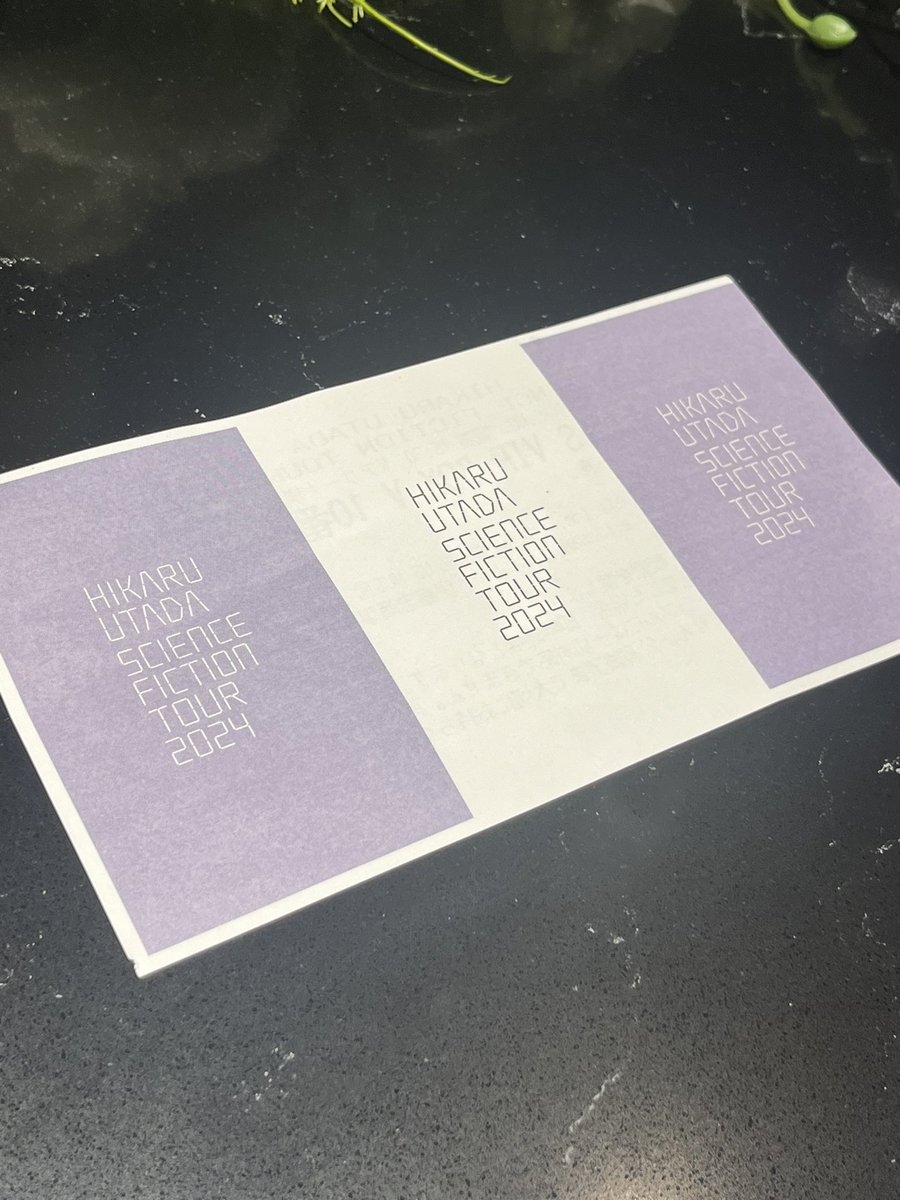 HIKARU
UTADA
SCIENCE
FICTION
TOUR
2024
HIKARU
UTADA
SCIENCE
FICTION
TOUR
2024
HIKARU
UTADA
SCIENCE
FICTION
TOUR
2024